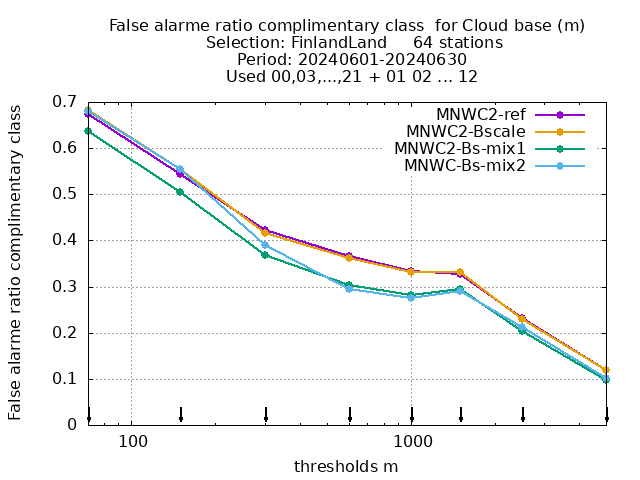 False alarme ratio complimentary class  for Cloud base (m)
Selection: FinlandLand     64 stations
Period: 20240601-20240630
Used 00,03,...,21 + 01 02 ... 12
False alarme ratio complimentary class
0.7
0.6
0.5
0.4
0.3
0.2
0.1
0
MNWC2-ref
MNWC2-Bscale
MNWC2-Bs-mix1
MNWC-Bs-mix2
100
1000
thresholds m